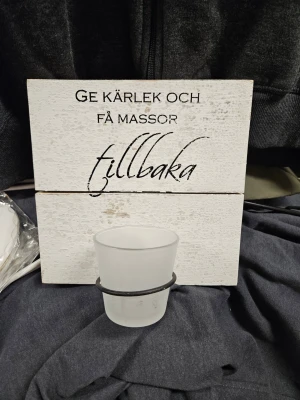 GE KÄRLEK OCH
FÅ MASSOR
tillbaka